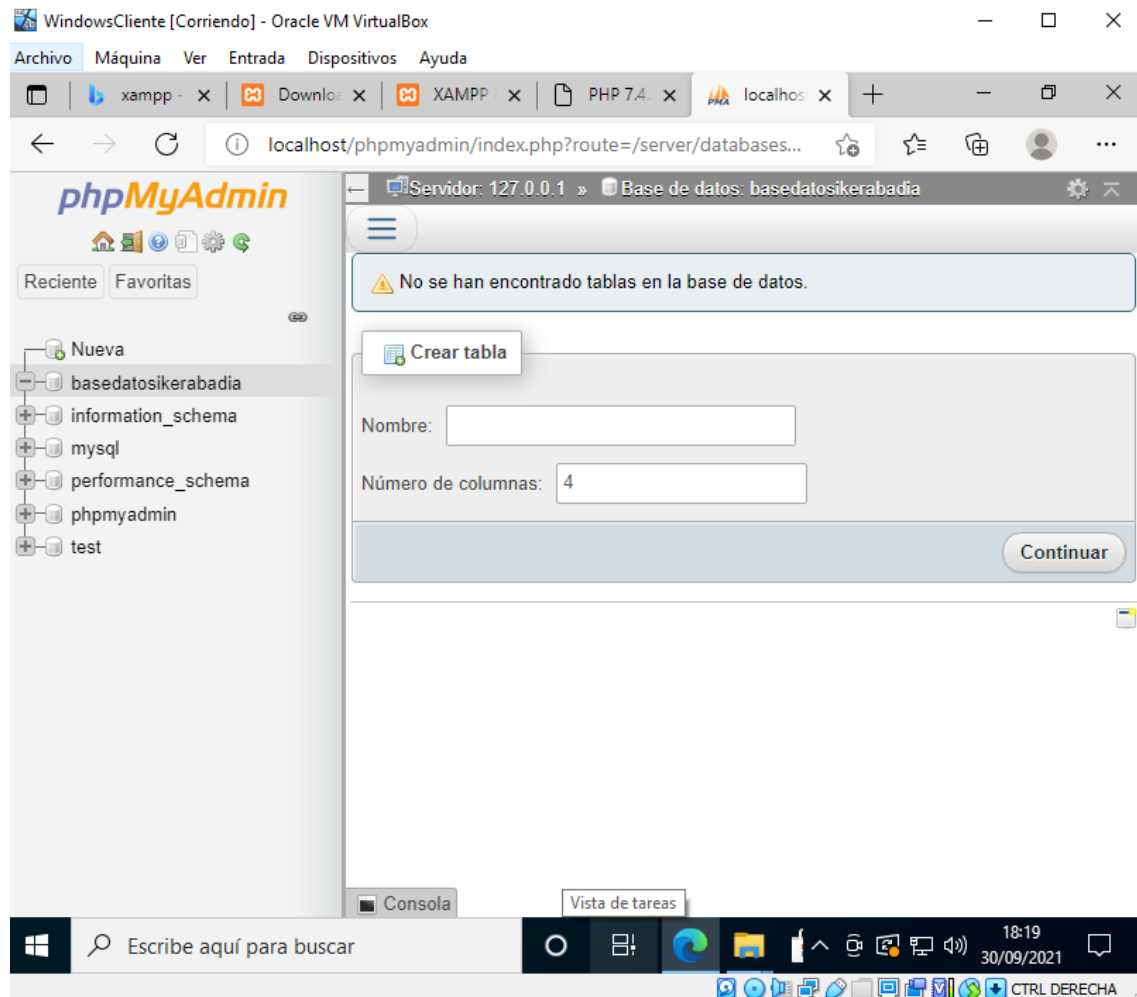 WindowsCliente [Corriendo] - Oracle VM VirtualBox
Archivo Máquina Ver Entrada Dispositivos Ayuda
xampp - Downloa XAMPP PHP 7.4. localhos
localhost/phpmyadmin/index.php?route=/server/databases...
phpMyAdmin
Reciente Favoritas
Nueva
basedatosikerabadia
information_schema
mysql
performance_schema
phpmyadmin
test
Servidor: 127.0.0.1 » Base de datos: basedatosikerabadia
No se han encontrado tablas en la base de datos.
Crear tabla
Nombre:
Número de columnas: 4
Continuar
Consola
Vista de tareas
Escribe aquí para buscar
18:19
30/09/2021
CTRL DERECHA